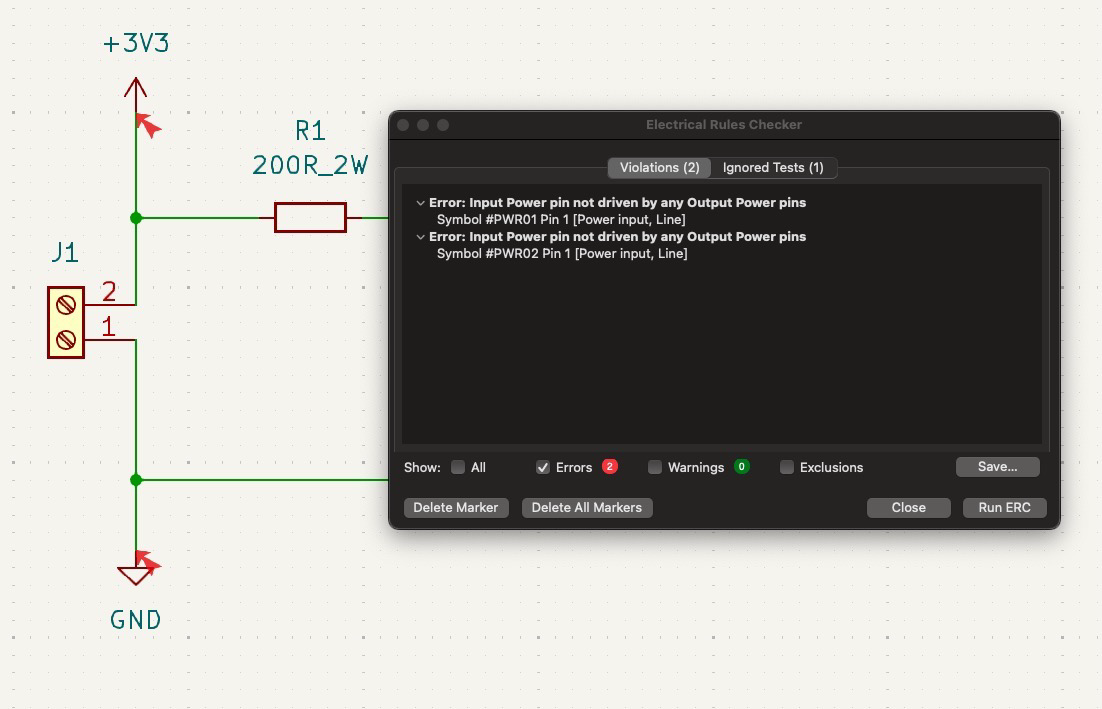 +3V3
R1
200R_2W
J1
2
1
GND
Electrical Rules Checker
Violations (2)
Ignored Tests (1)
Error: Input Power pin not driven by any Output Power pins
Symbol #PWR01 Pin 1 [Power input, Line]
Error: Input Power pin not driven by any Output Power pins
Symbol #PWR02 Pin 1 [Power input, Line]
Show: All Errors 2 Warnings 0 Exclusions Save...
Delete Marker Delete All Markers Close Run ERC